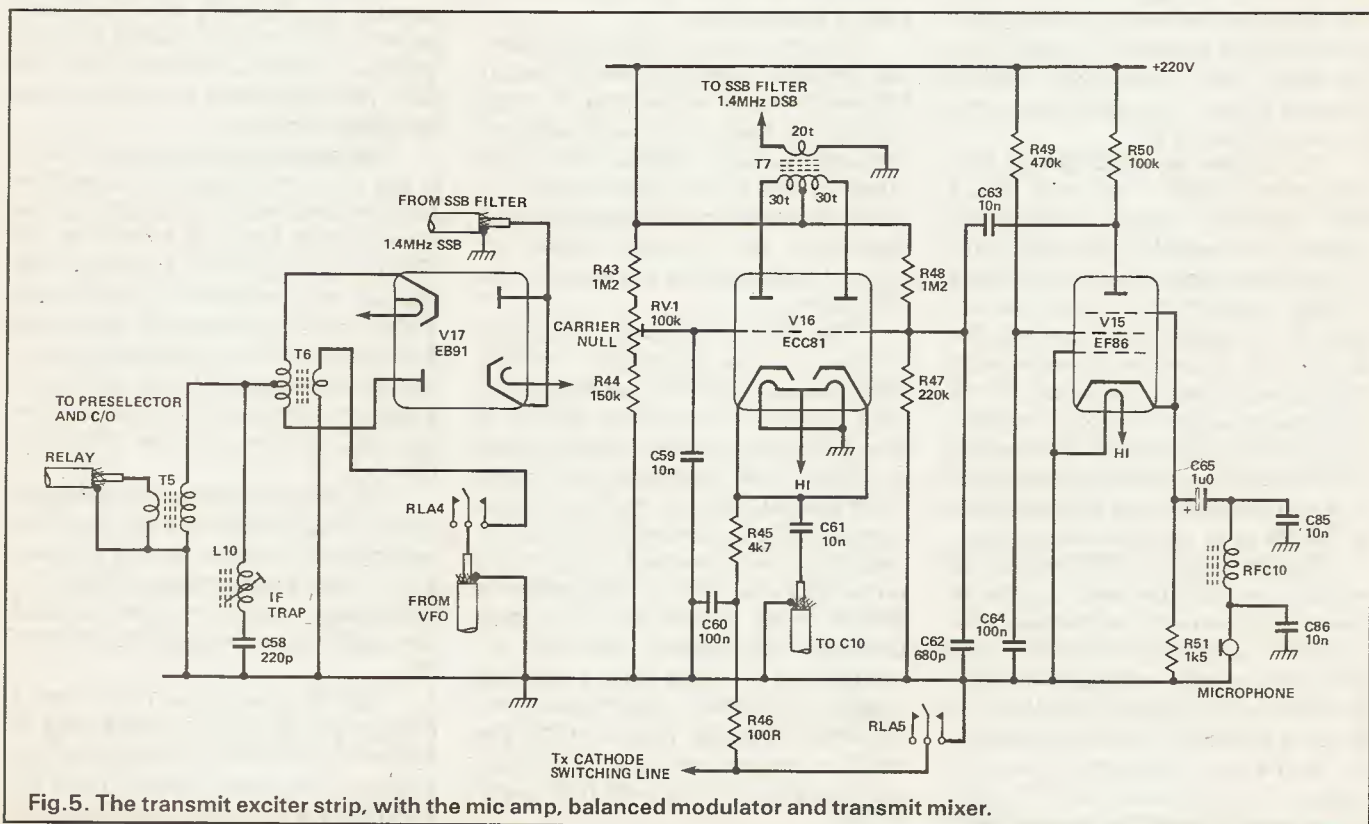 +220V
TO SSB FILTER
1.4MHz DSB
20t
T7
30t
30t
R49
470k
R50
100k
C63
10n
FROM SSB FILTER
1.4MHz SSB
R43
1M2
R48
1M2
RV-1
100k
CARRIER
NULL
V17
EB91
V16
ECC81
V15
EF86
T6
R44
150k
R47
220k
TO PRESELECTOR
AND C/O
RELAY
T5
C59
10n
HI
HI
C65
1u0
+
C85
10n
RLA4
R45
4k7
C61
10n
RFC10
L10
IF
TRAP
FROM
VFO
C60
100n
TO C10
C62
680p
C64
100n
C86
10n
C58
220p
R51
1k5
MICROPHONE
R46
100R
RLA5
Tx CATHODE
SWITCHING LINE
Fig.5. The transmit exciter strip, with the mic amp, balanced modulator and transmit mixer.